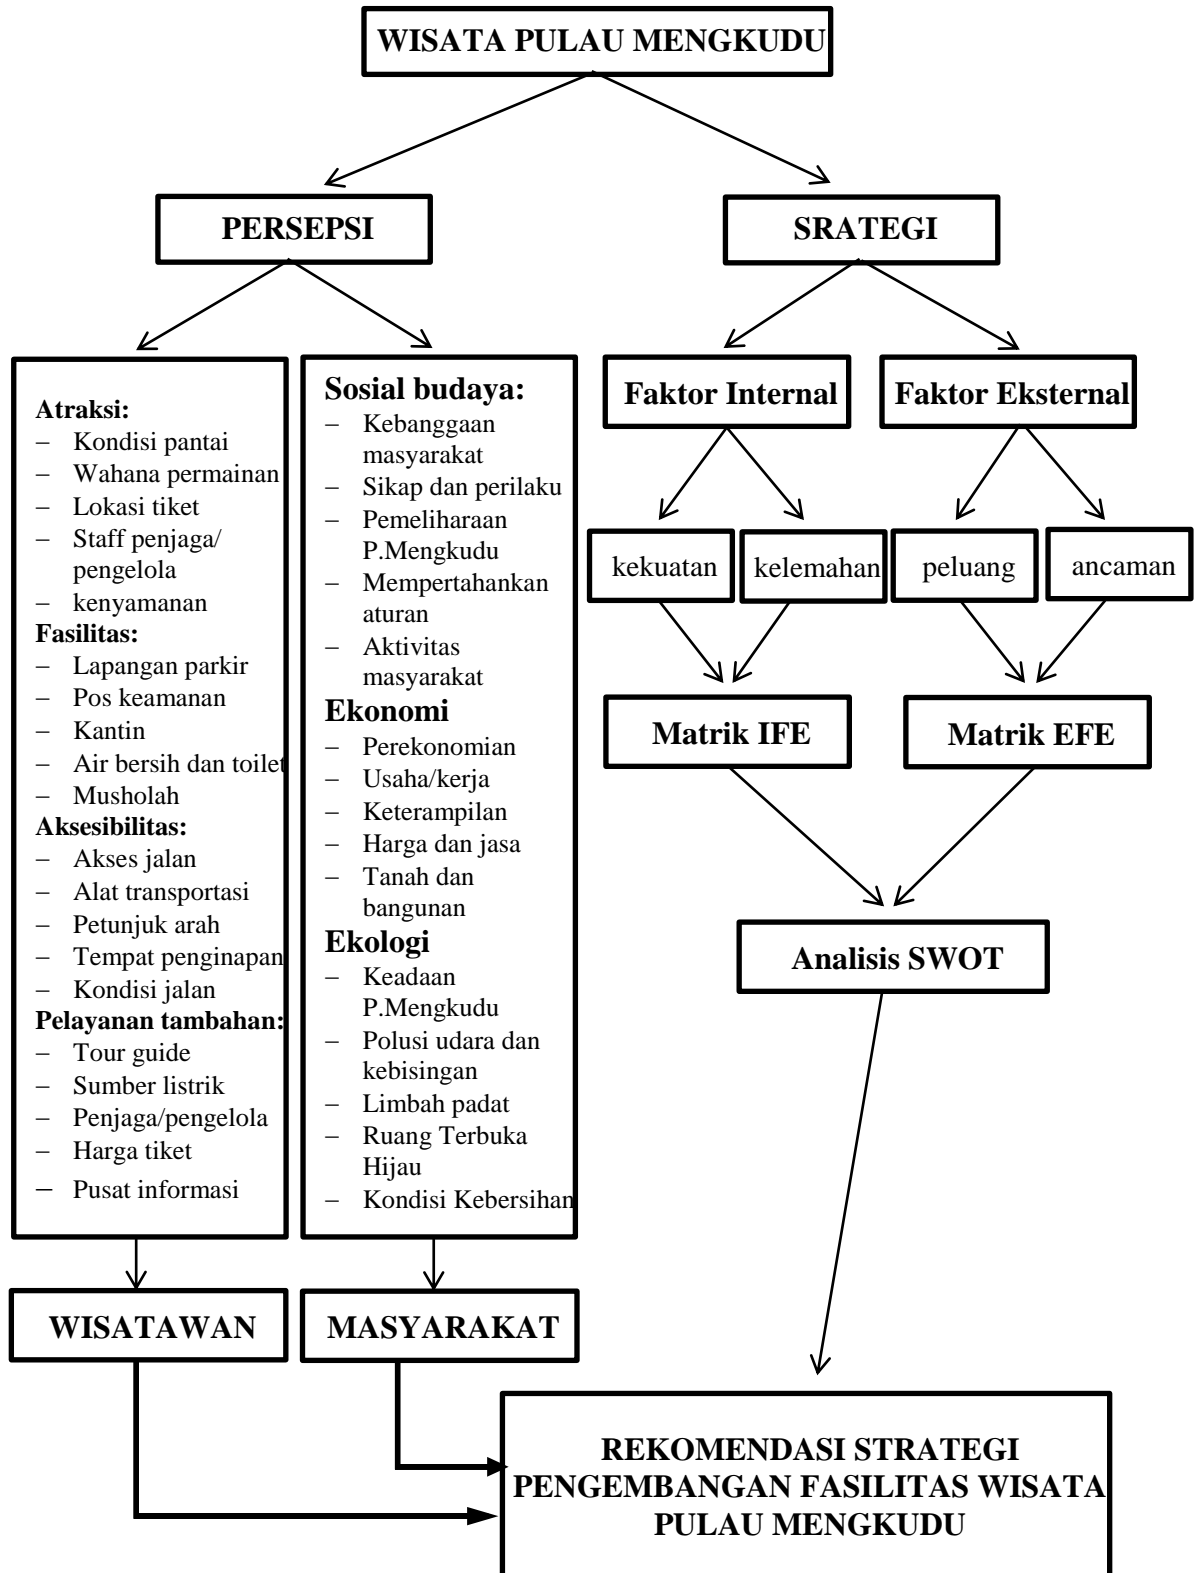 WISATA PULAU MENGKUDU
PERSEPSI
SRATEGI
Atraksi:
– Kondisi pantai
– Wahana permainan
– Lokasi tiket
– Staff penjaga/
pengelola
– kenyamanan
Fasilitas:
– Lapangan parkir
– Pos keamanan
– Kantin
– Air bersih dan toilet
– Musholah
Aksesibilitas:
– Akses jalan
– Alat transportasi
– Petunjuk arah
– Tempat penginapan
– Kondisi jalan
Pelayanan tambahan:
– Tour guide
– Sumber listrik
– Penjaga/pengelola
– Harga tiket
– Pusat informasi
Sosial budaya:
– Kebanggaan
masyarakat
– Sikap dan perilaku
– Pemeliharaan
P.Mengkudu
– Mempertahankan
aturan
– Aktivitas
masyarakat
Ekonomi
– Perekonomian
– Usaha/kerja
– Keterampilan
– Harga dan jasa
– Tanah dan
bangunan
Ekologi
– Keadaan
P.Mengkudu
– Polusi udara dan
kebisingan
– Limbah padat
– Ruang Terbuka
Hijau
– Kondisi Kebersihan
Faktor Internal
Faktor Eksternal
kekuatan
kelemahan
peluang
ancaman
Matrik IFE
Matrik EFE
Analisis SWOT
WISATAWAN
MASYARAKAT
REKOMENDASI STRATEGI
PENGEMBANGAN FASILITAS WISATA
PULAU MENGKUDU